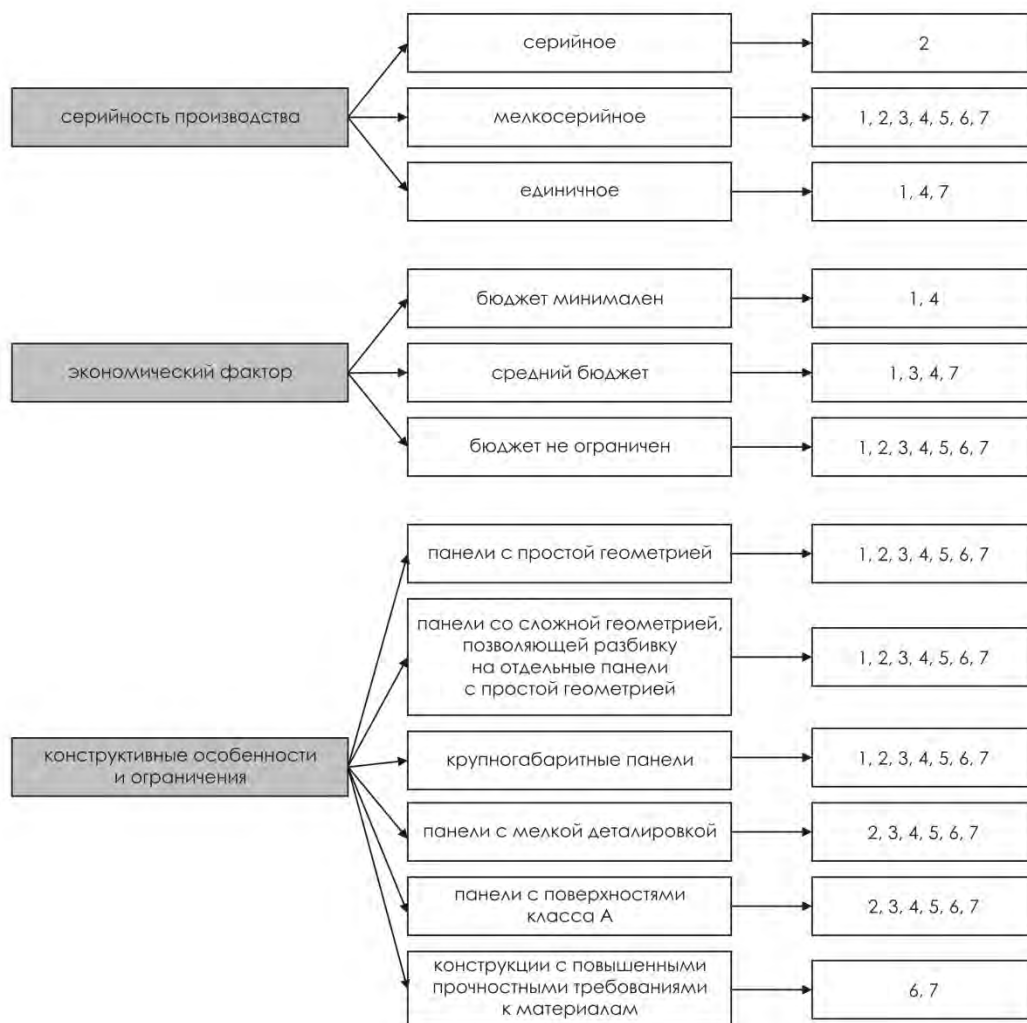 серийное
2
серийность производства
мелкосерийное
1, 2, 3, 4, 5, 6, 7
единичное
1, 4, 7
бюджет минимален
1, 4
экономический фактор
средний бюджет
1, 3, 4, 7
бюджет не ограничен
1, 2, 3, 4, 5, 6, 7
панели с простой геометрией
1, 2, 3, 4, 5, 6, 7
панели со сложной геометрией,
позволяющей разбивку
на отдельные панели
с простой геометрией
1, 2, 3, 4, 5, 6, 7
конструктивные особенности
и ограничения
крупногабаритные панели
1, 2, 3, 4, 5, 6, 7
панели с мелкой деталировкой
2, 3, 4, 5, 6, 7
панели с поверхностями
класса А
2, 3, 4, 5, 6, 7
конструкции с повышенными
прочностными требованиями
к материалам
6, 7